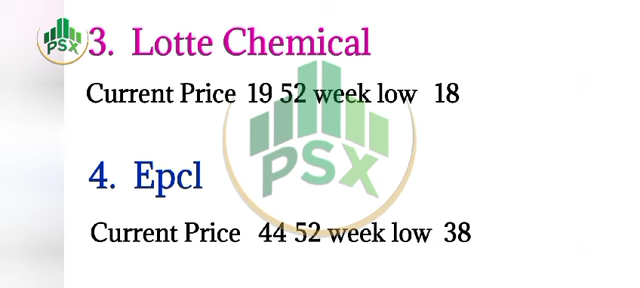 PSX
3. Lotte Chemical
Current Price 19 52 week low 18
PSX
4. Epcl
Current Price 44 52 week low 38